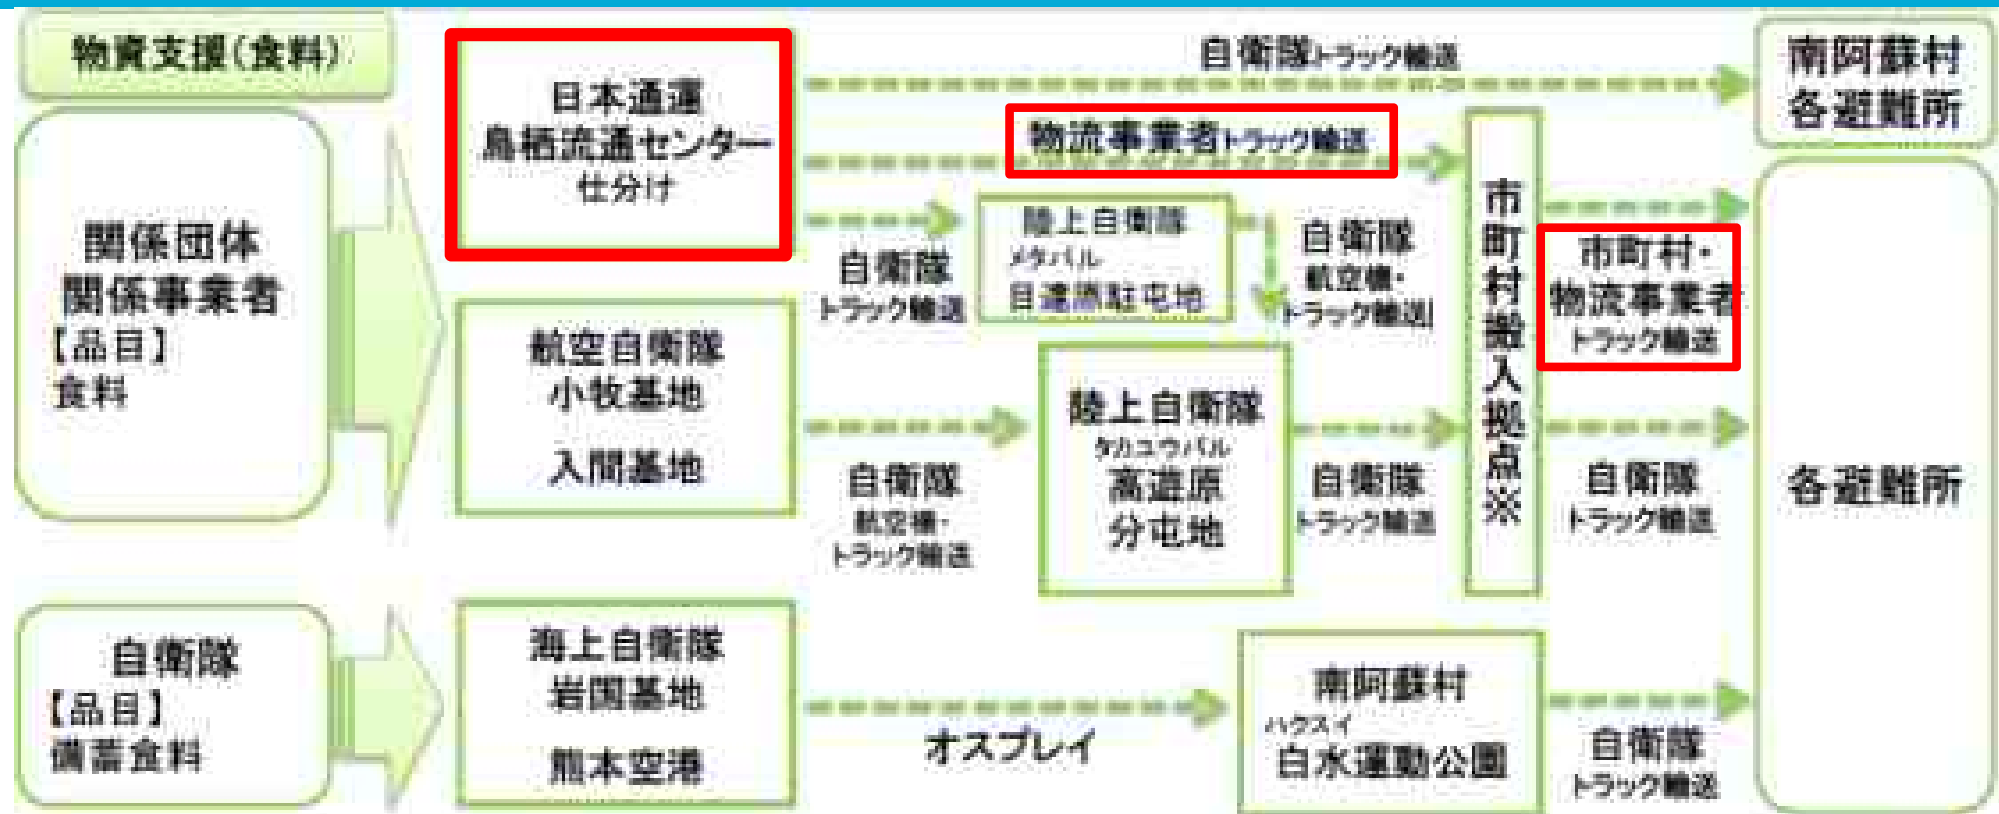 物資支援(食料)
関係団体
関係事業者
【品目】
食料
日本通運
鳥栖流通センター
仕分け
航空自衛隊
小牧基地
入間基地
自衛隊トラック輸送
物流事業者トラック輸送
自衛隊
トラック輸送
陸上自衛隊
メタバル
目達原駐屯地
自衛隊
航空機・
トラック輸送
自衛隊
航空機・
トラック輸送
陸上自衛隊
タカユウバル
高遊原
分屯地
自衛隊
トラック輸送
市町村搬入拠点※
市町村・
物流事業者
トラック輸送
自衛隊
トラック輸送
南阿蘇村
各避難所
各避難所
自衛隊
【品目】
備蓄食料
海上自衛隊
岩国基地
熊本空港
オスプレイ
南阿蘇村
ハクスイ
白水運動公園
自衛隊
トラック輸送